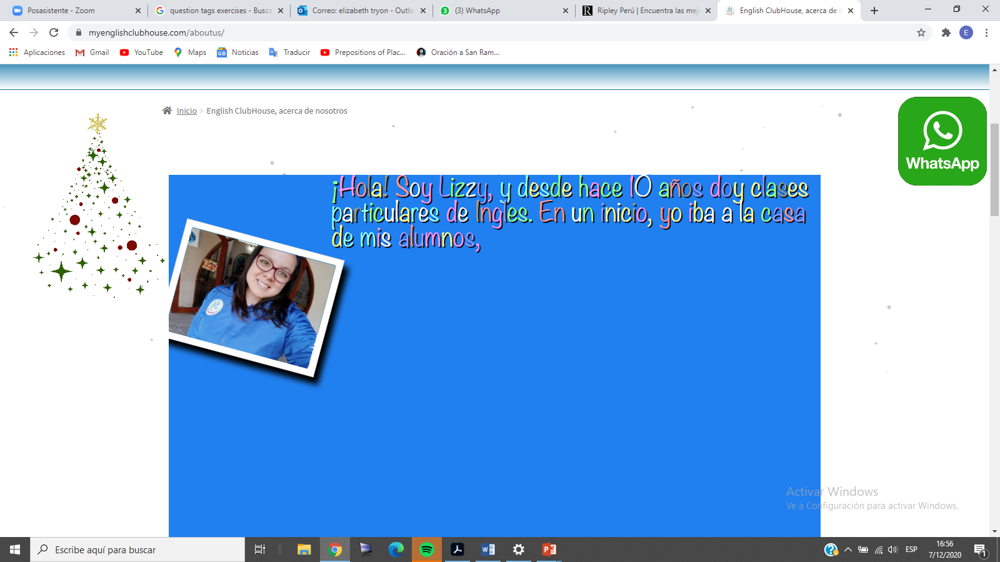 Posasistente - Zoom
question tags exercises - Busca
Correo: elizabeth tryon - Outlo
(3) WhatsApp
Ripley Perú | Encuentra las mej
English ClubHouse, acerca de n
myenglishclubhouse.com/aboutus/
E
Aplicaciones
Gmail
YouTube
Maps
Noticias
Traducir
Prepositions of Plac...
Oración a San Ram...
Inicio > English ClubHouse, acerca de nosotros
WhatsApp
¡Hola! Soy Lizzy, y desde hace 10 años doy clases
particulares de Ingles. En un inicio, yo iba a la casa
de mis alumnos,
Activar Windows
Ve a Configuración para activar Windows.
Escribe aquí para buscar
ESP
16:56
7/12/2020
1